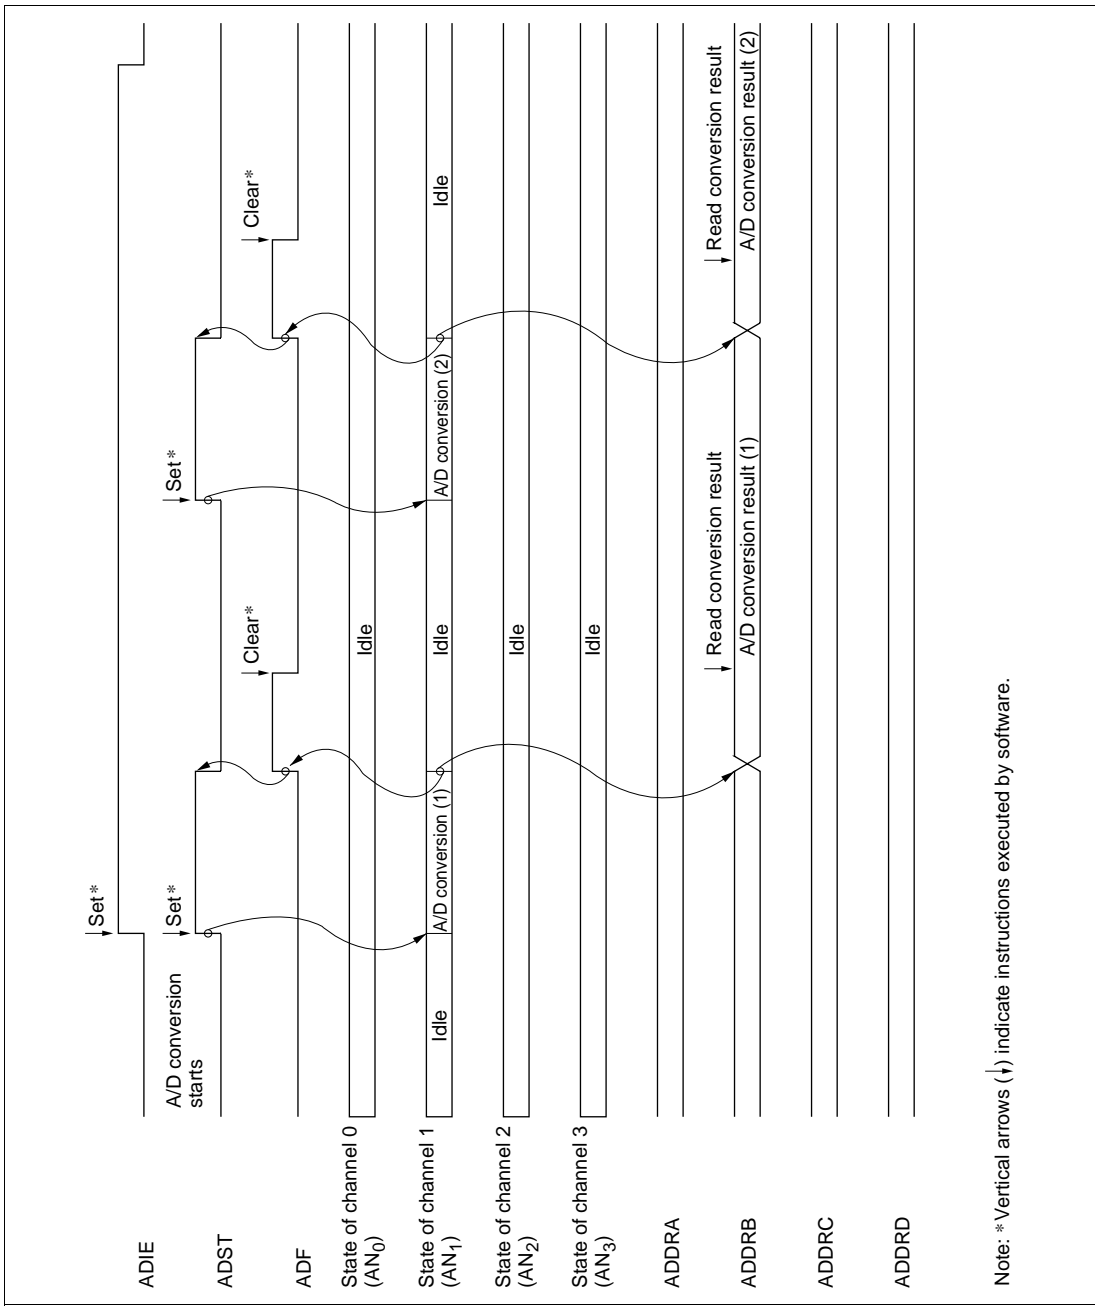 ADIE
Set*
ADST
A/D conversion
starts
Set*
Set*
ADF
Clear*
Clear*
State of channel 0
(AN0)
Idle
State of channel 1
(AN1)
Idle
A/D conversion (1)
Idle
A/D conversion (2)
Idle
State of channel 2
(AN2)
Idle
State of channel 3
(AN3)
Idle
ADDRA
ADDRB
Read conversion result
A/D conversion result (1)
Read conversion result
A/D conversion result (2)
ADDRC
ADDRD
Note: * Vertical arrows (↓) indicate instructions executed by software.